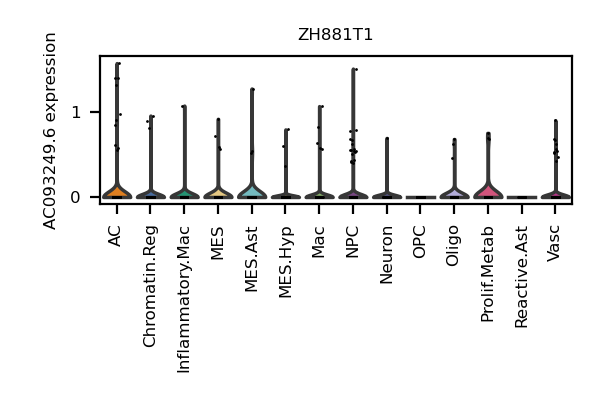 ZH881T1
AC093249.6 expression
1
0
AC
Chromatin.Reg
Inflammatory.Mac
MES
MES.Ast
MES.Hyp
Mac
NPC
Neuron
OPC
Oligo
Prolif.Metab
Reactive.Ast
Vasc